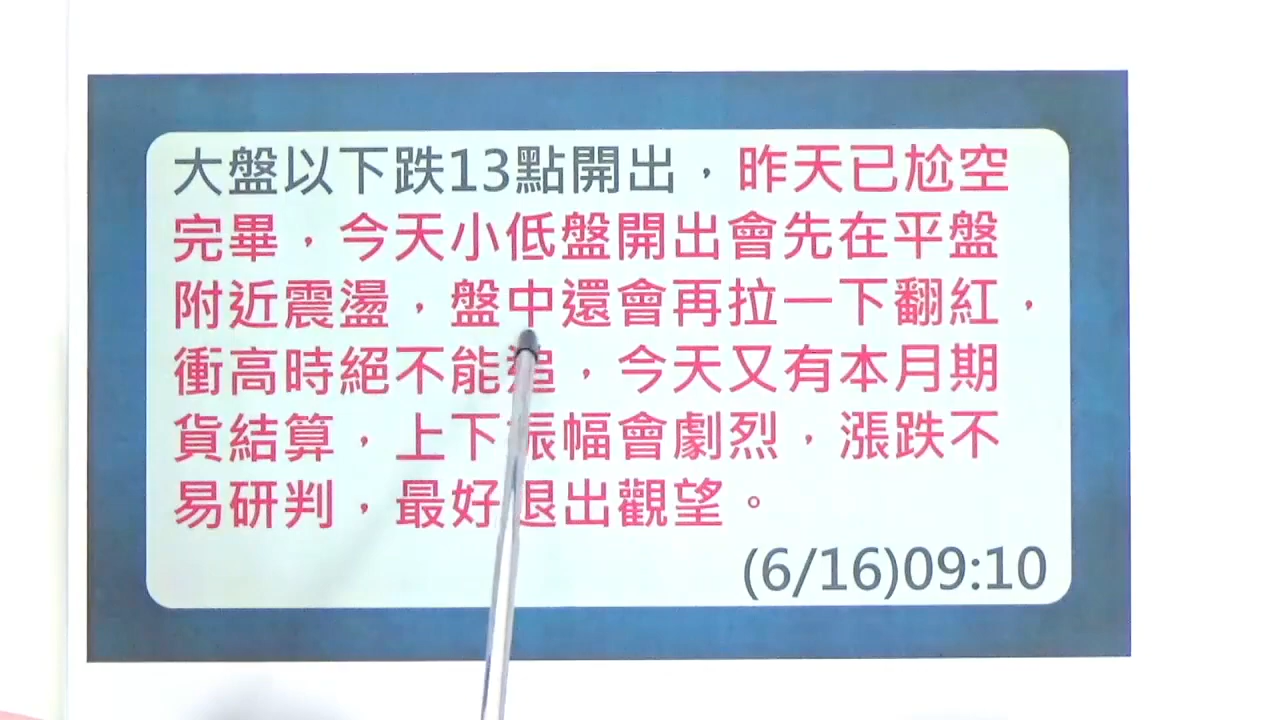 大盤以下跌13點開出，昨天已尬空
完畢，今天小低盤開出會先在平盤
附近震盪，盤中還會再拉一下翻紅，
衝高時絕不能追，今天又有本月期
貨結算，上下振幅會劇烈，漲跌不
易研判，最好退出觀望。
(6/16)09:10